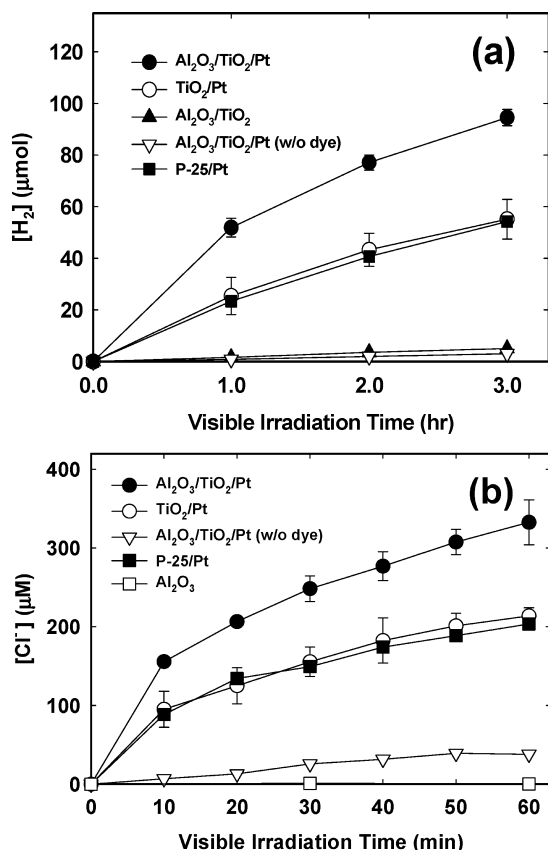 (a)
Al₂O₃/TiO₂/Pt
TiO₂/Pt
Al₂O₃/TiO₂
Al₂O₃/TiO₂/Pt (w/o dye)
P-25/Pt
[H₂] (μmol)
120
100
80
60
40
20
0
0.0 1.0 2.0 3.0
Visible Irradiation Time (hr)
(b)
Al₂O₃/TiO₂/Pt
TiO₂/Pt
Al₂O₃/TiO₂/Pt (w/o dye)
P-25/Pt
Al₂O₃
[Cl⁻] (μM)
400
300
200
100
0
0 10 20 30 40 50 60
Visible Irradiation Time (min)